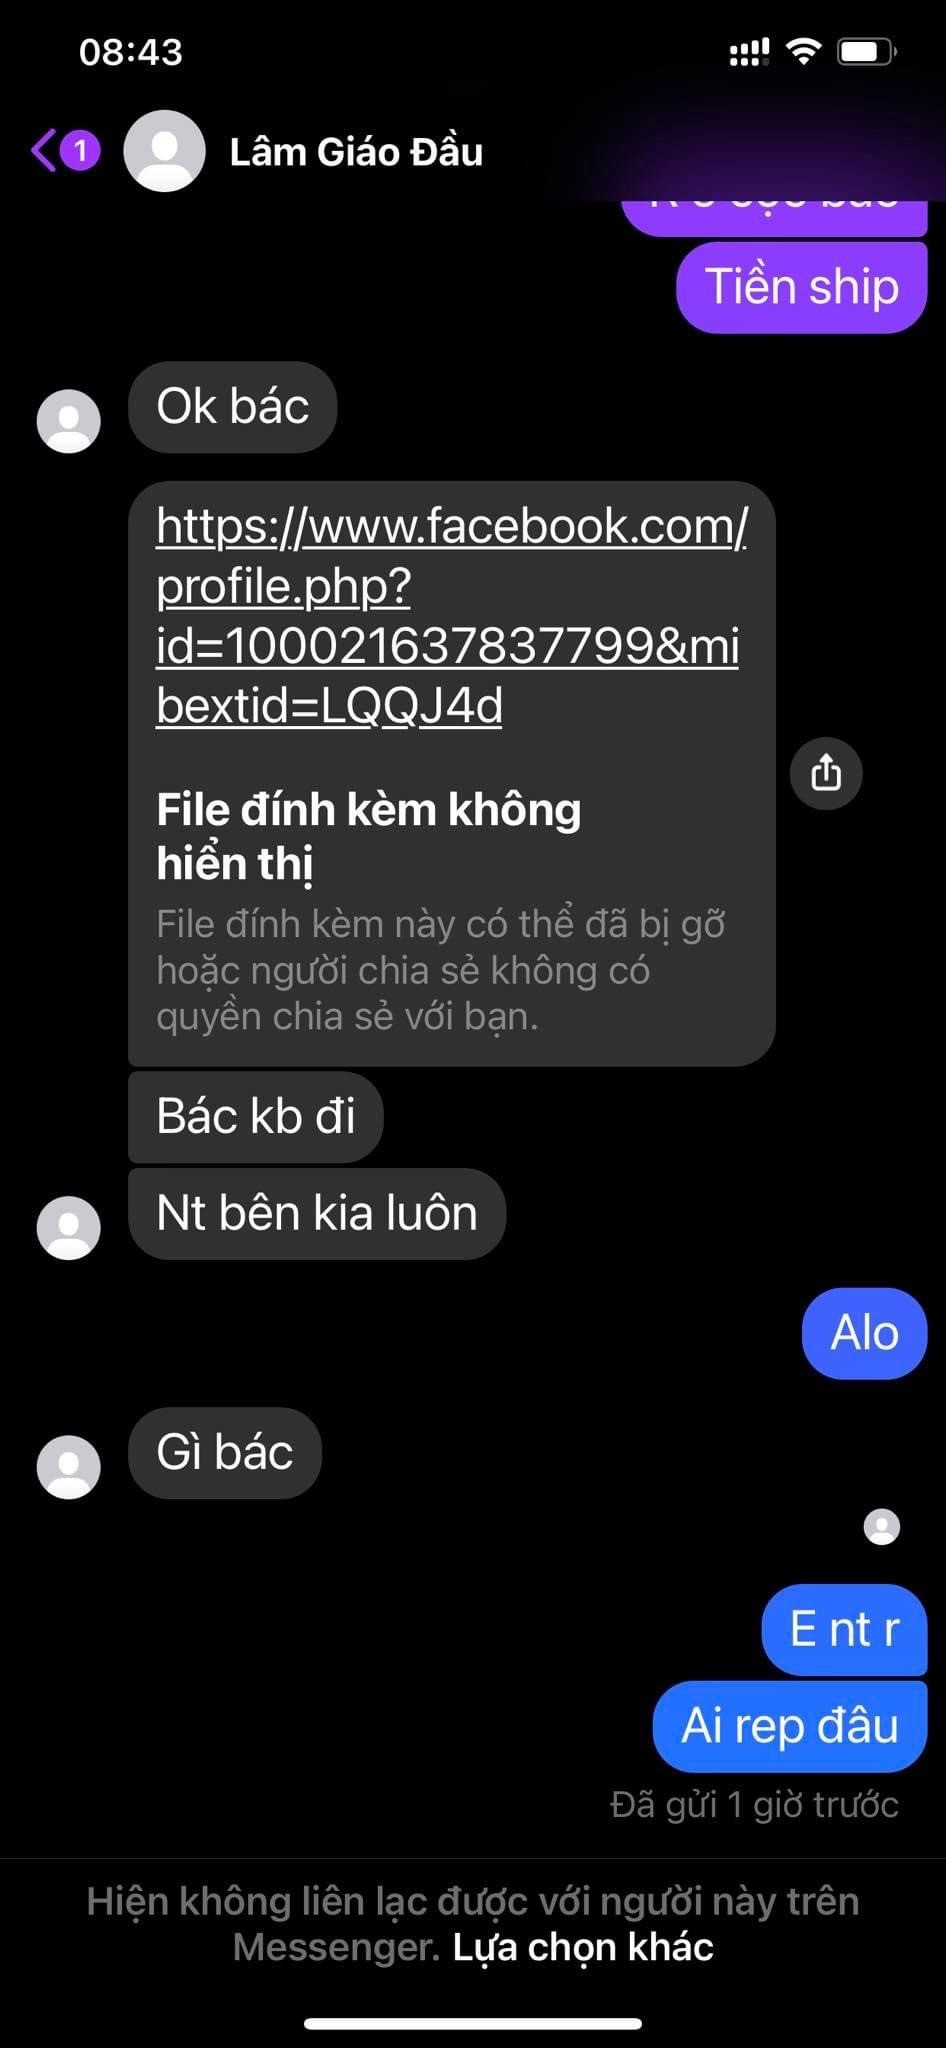 08:43
1
Lâm Giáo Đầu
Tiền ship
Ok bác
https://www.facebook.com/
profile.php?
id=100021637837799&mi
bextid=LQQJ4d
File đính kèm không
hiển thị
File đính kèm này có thể đã bị gỡ
hoặc người chia sẻ không có
quyền chia sẻ với bạn.
Bác kb đi
Nt bên kia luôn
Alo
Gì bác
E nt r
Ai rep đâu
Đã gửi 1 giờ trước
Hiện không liên lạc được với người này trên
Messenger. Lựa chọn khác